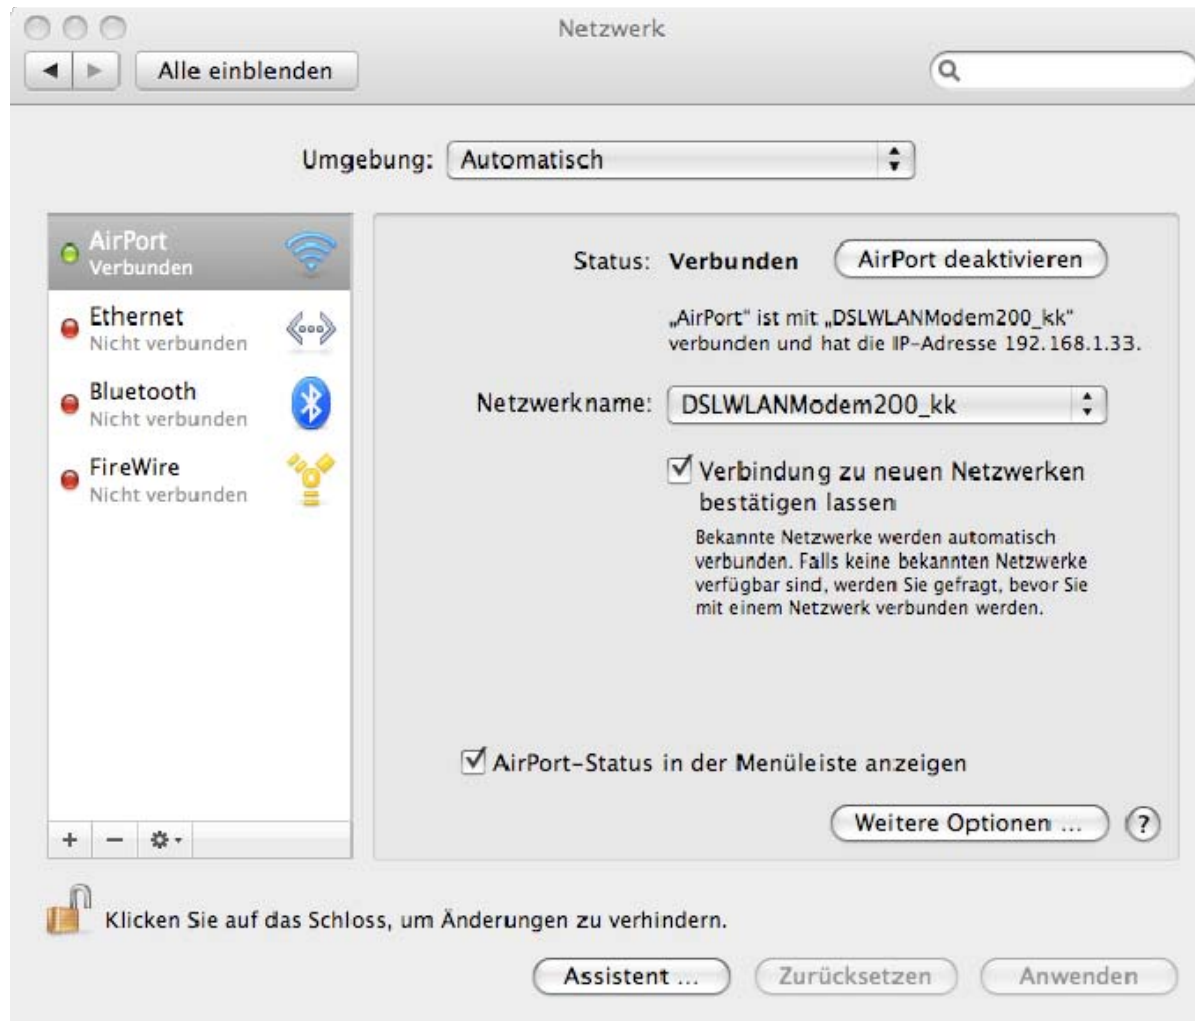 Netzwerk
Alle einblenden
Umgebung: Automatisch
AirPort
Verbunden
Ethernet
Nicht verbunden
Bluetooth
Nicht verbunden
FireWire
Nicht verbunden
Status: Verbunden AirPort deaktivieren
„AirPort“ ist mit „DSLWLANModem200_kk“
verbunden und hat die IP-Adresse 192.168.1.33.
Netzwerkname: DSLWLANModem200_kk
Verbindung zu neuen Netzwerken
bestätigen lassen
Bekannte Netzwerke werden automatisch
verbunden. Falls keine bekannten Netzwerke
verfügbar sind, werden Sie gefragt, bevor Sie
mit einem Netzwerk verbunden werden.
AirPort-Status in der Menüleiste anzeigen
Weitere Optionen ... ?
Klicken Sie auf das Schloss, um Änderungen zu verhindern.
Assistent ... Zurücksetzen Anwenden